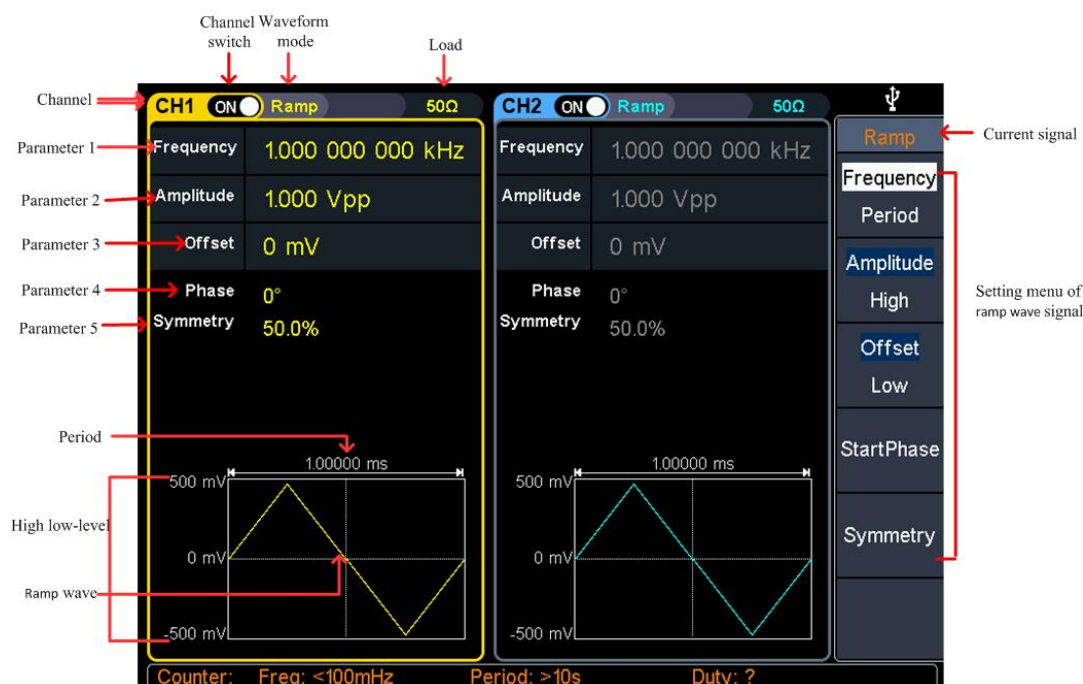 Channel Waveform
switch mode
Load
Channel
CH1 ON Ramp 50Ω
CH2 ON Ramp 50Ω
Ramp
Current signal
Parameter 1
Frequency 1.000 000 000 kHz
Frequency 1.000 000 000 kHz
Frequency
Period
Parameter 2
Amplitude 1.000 Vpp
Amplitude 1.000 Vpp
Parameter 3
Offset 0 mV
Offset 0 mV
Amplitude
High
Parameter 4
Phase 0°
Phase 0°
Setting menu of
ramp wave signal
Parameter 5
Symmetry 50.0%
Symmetry 50.0%
Offset
Low
StartPhase
Symmetry
Period
1.00000 ms
1.00000 ms
500 mV
500 mV
High low-level
0 mV
0 mV
Ramp wave
-500 mV
-500 mV
Counter: Freq: <100mHz Period: >10s Duty: ?